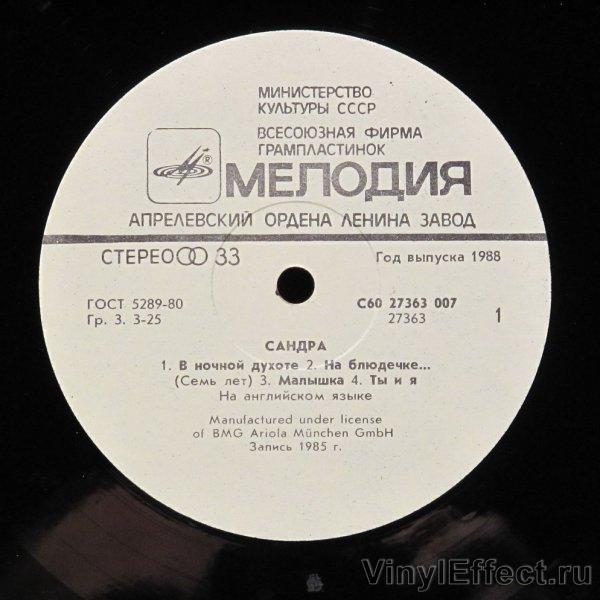 МИНИСТЕРСТВО
КУЛЬТУРЫ СССР
ВСЕСОЮЗНАЯ ФИРМА
ГРАМПЛАСТИНОК
®
МЕЛОДИЯ
АПРЕЛЕВСКИЙ ОРДЕНА ЛЕНИНА ЗАВОД
СТЕРЕО 33
Год выпуска 1988
ГОСТ 5289-80
Гр. 3. 3-25
С60 27363 007
27363
1
САНДРА
1. В ночной духоте 2. На блюдечке...
(Семь лет) 3. Малышка 4. Ты и я
На английском языке
Manufactured under license
of BMG Ariola München GmbH
Запись 1985 г.
VinylEffect.ru